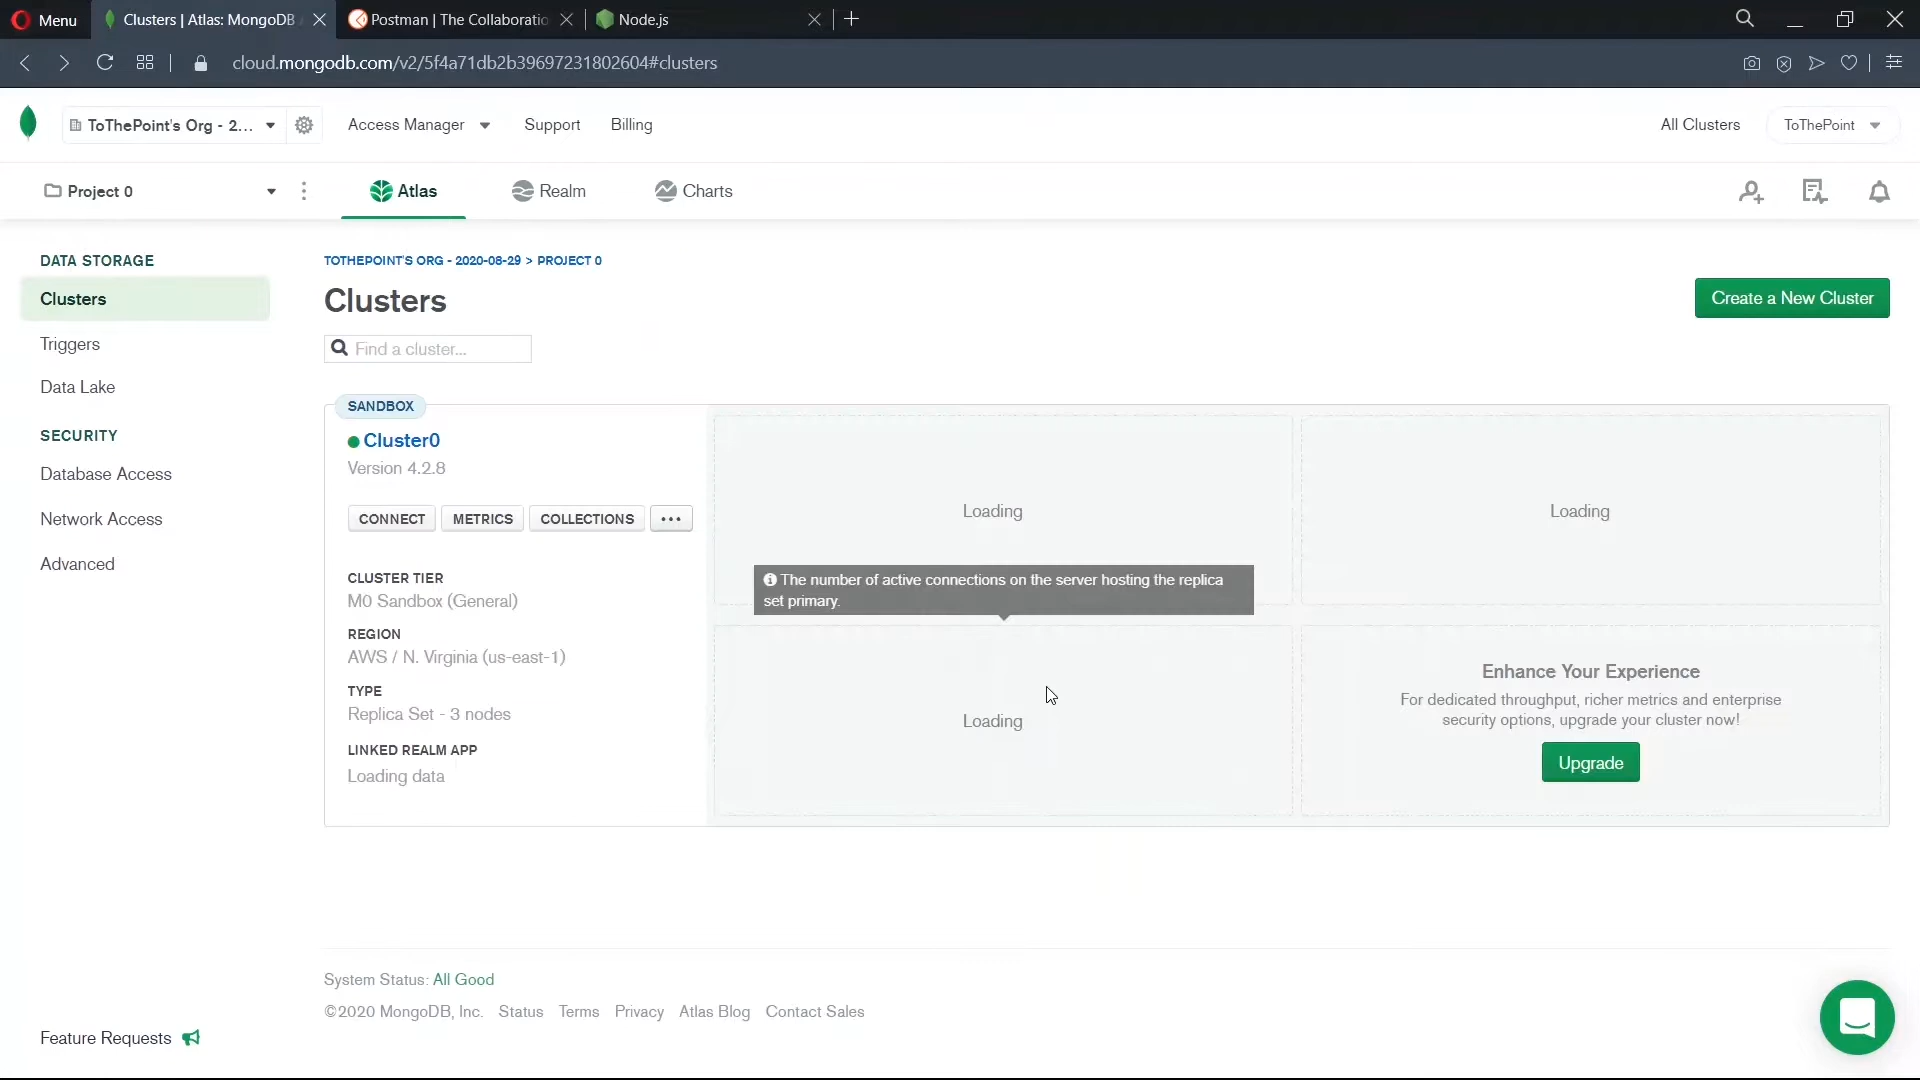 Menu
Clusters | Atlas: MongoDB
Postman | The Collaboratio
Node.js
cloud.mongodb.com/v2/5f4a71db2b39697231802604#clusters
ToThePoint's Org - 2...
Access Manager
Support
Billing
All Clusters
ToThePoint
Project 0
Atlas
Realm
Charts
DATA STORAGE
Clusters
Triggers
Data Lake
SECURITY
Database Access
Network Access
Advanced
Feature Requests
TOTHEPOINT'S ORG - 2020-08-29 > PROJECT 0
Clusters
Create a New Cluster
Find a cluster...
SANDBOX
Cluster0
Version 4.2.8
CONNECT
METRICS
COLLECTIONS
...
CLUSTER TIER
M0 Sandbox (General)
REGION
AWS / N. Virginia (us-east-1)
TYPE
Replica Set - 3 nodes
LINKED REALM APP
Loading data
Loading
Loading
The number of active connections on the server hosting the replica
set primary.
Loading
Enhance Your Experience
For dedicated throughput, richer metrics and enterprise
security options, upgrade your cluster now!
Upgrade
System Status: All Good
©2020 MongoDB, Inc.
Status
Terms
Privacy
Atlas Blog
Contact Sales